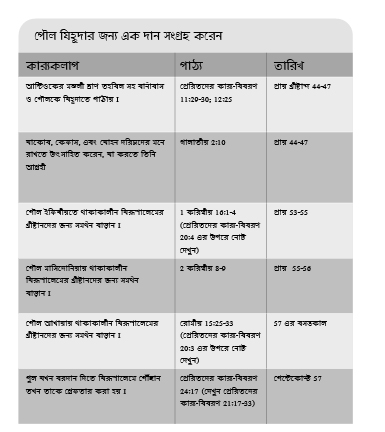 পৌল যিহূদার জন্য এক দান সংগ্রহ করেন
কার্যকলাপ পাঠ্য তারিখ
আন্তিওকের মণ্ডলী ত্রাণ তহবিল সহ বার্নাবাস ও পৌলকে যিহূদাতে পাঠায়।
প্রেরিতদের কার্য-বিবরণ
11:29-30; 12:25
প্রায় খ্রীষ্টাব্দ 44-47
যাকোব, কৈফাস, এবং যোহন দরিদ্রদের মনে
রাখতে উৎসাহিত করেন, যা করতে তিনি
আগ্রহী
গালাতীয় 2:10
প্রায় 44-47
পৌল ইফিষীয়তে থাকাকালীন যিরূশালেমের
খ্রীষ্টানদের জন্য সমর্থন বাড়ান।
1 করিন্থীয় 16:1-4
(প্রেরিতদের কার্য-বিবরণ
20:4 এর উপরে নোট
দেখুন)
প্রায় 53-55
পৌল মাসিদোনিয়ায় থাকাকালীন
যিরূশালেমের খ্রীষ্টানদের জন্য সমর্থন
বাড়ান।
2 করিন্থীয় 8-9
প্রায় 55-56
পৌল আখায়ায় থাকাকালীন যিরূশালেমের
খ্রীষ্টানদের জন্য সমর্থন বাড়ান।
রোমীয় 15:25-33
(প্রেরিতদের কার্য-বিবরণ
20:3 এর উপরে নোট
দেখুন)
57 এর বসন্তকাল
পুল যখন বরদান দিতে যিরূশালেমে পৌঁছান
তখন তাকে গ্রেফতার করা হয়।
প্রেরিতদের কার্য-বিবরণ
24:17 (দেখুন প্রেরিতদের
কার্য-বিবরণ 21:17-33)
পেন্টেকোস্ট 57